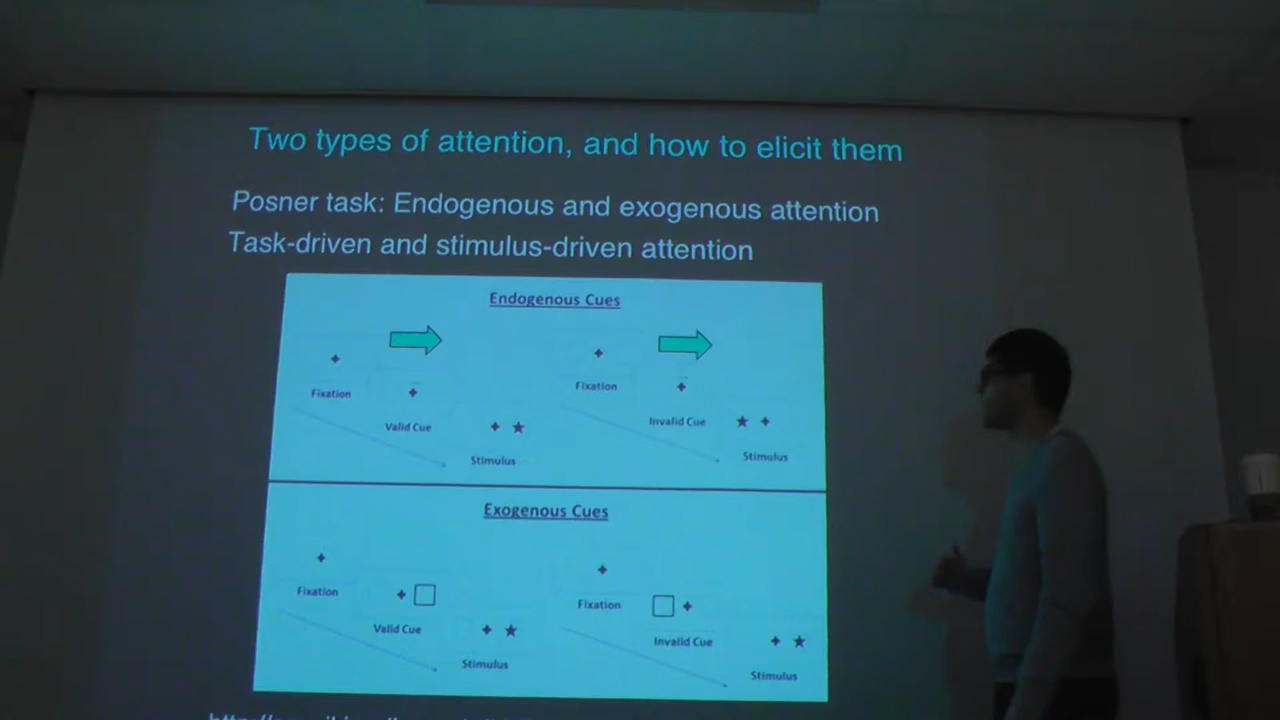 Two types of attention, and how to elicit them
Posner task: Endogenous and exogenous attention
Task-driven and stimulus-driven attention
Endogenous Cues
Fixation
Valid Cue
Stimulus
Fixation
Invalid Cue
Stimulus
Exogenous Cues
Fixation
Valid Cue
Stimulus
Fixation
Invalid Cue
Stimulus